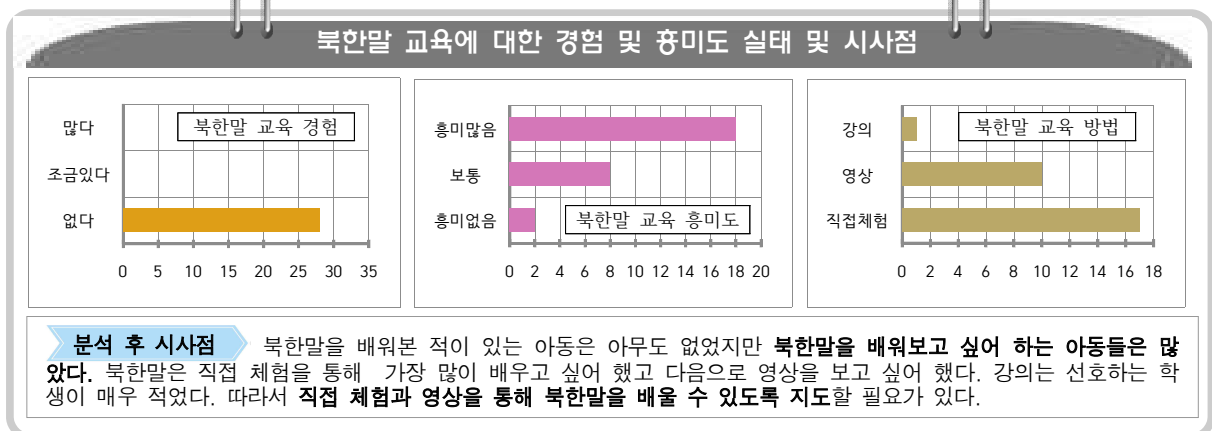 북한말 교육에 대한 경험 및 흥미도 실태 및 시사점
많다
조금있다
없다
북한말 교육 경험
0 5 10 15 20 25 30 35
흥미많음
보통
흥미없음
북한말 교육 흥미도
0 2 4 6 8 10 12 14 16 18 20
강의
영상
직접체험
북한말 교육 방법
0 2 4 6 8 10 12 14 16 18
분석 후 시사점 북한말을 배워본 적이 있는 아동은 아무도 없었지만 북한말을 배워보고 싶어 하는 아동들은 많
았다. 북한말은 직접 체험을 통해 가장 많이 배우고 싶어 했고 다음으로 영상을 보고 싶어 했다. 강의는 선호하는 학
생이 매우 적었다. 따라서 직접 체험과 영상을 통해 북한말을 배울 수 있도록 지도할 필요가 있다.